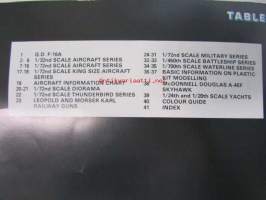 TABLE
1 Q.D. F-16A
2- 6 1/32nd SCALE AIRCRAFT SERIES
7-16 1/72nd SCALE AIRCRAFT SERIES
17-18 1/72nd SCALE KING SIZE AIRCRAFT
SERIES
19 AIRCRAFT INFORMATION CHART
20-21 1/72nd SCALE DIORAMA
22 1/72nd SCALE THUNDERBIRD SERIES
23 LEOPOLD AND MORSER KARL
RAILWAY GUNS
24-31 1/72nd SCALE MILITARY SERIES
32-33 1/450th SCALE BATTLESHIP SERIES
34-35 1/700th SCALE WATERLINE SERIES
36-37 BASIC INFORMATION ON PLASTIC
KIT MODELLING
38 McDONNELL DOUGLAS A-4EF
SKYHAWK
39 1/24th and 1/20th SCALE YACHTS
40 COLOUR GUIDE
41 INDEX